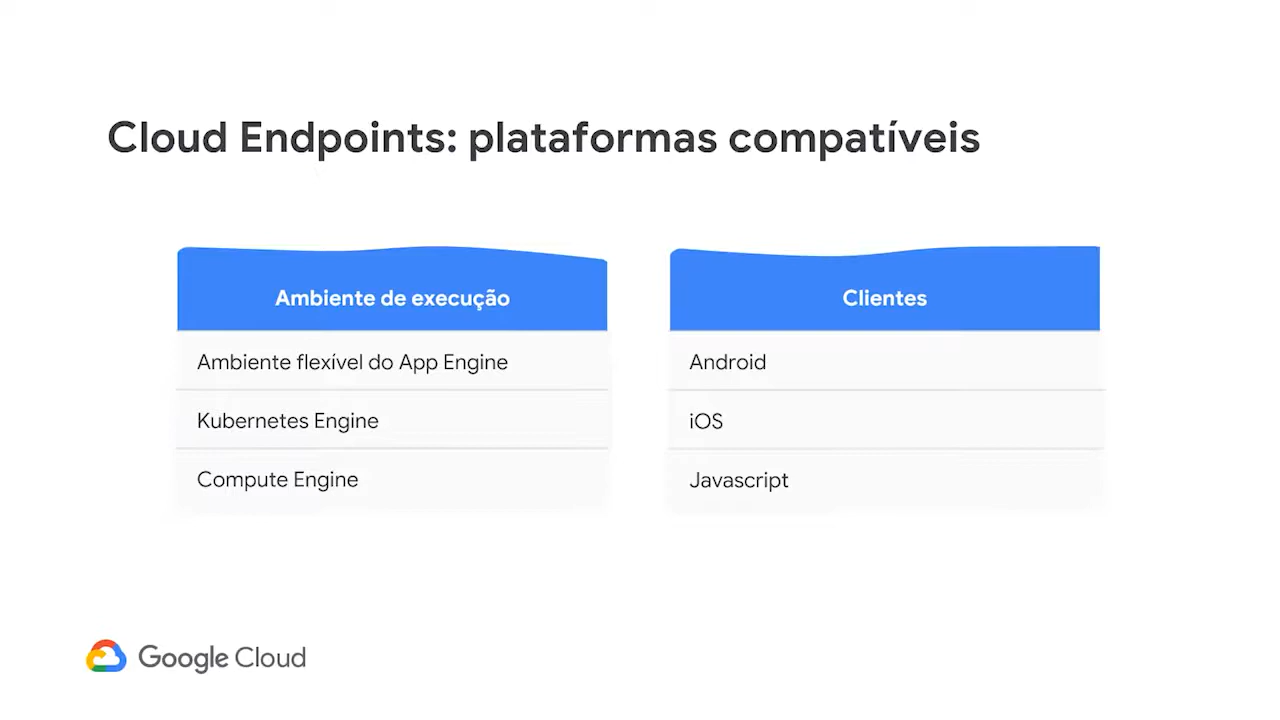 Cloud Endpoints: plataformas compatíveis
Ambiente de execução
Ambiente flexível do App Engine
Kubernetes Engine
Compute Engine
Clientes
Android
iOS
Javascript
Google Cloud